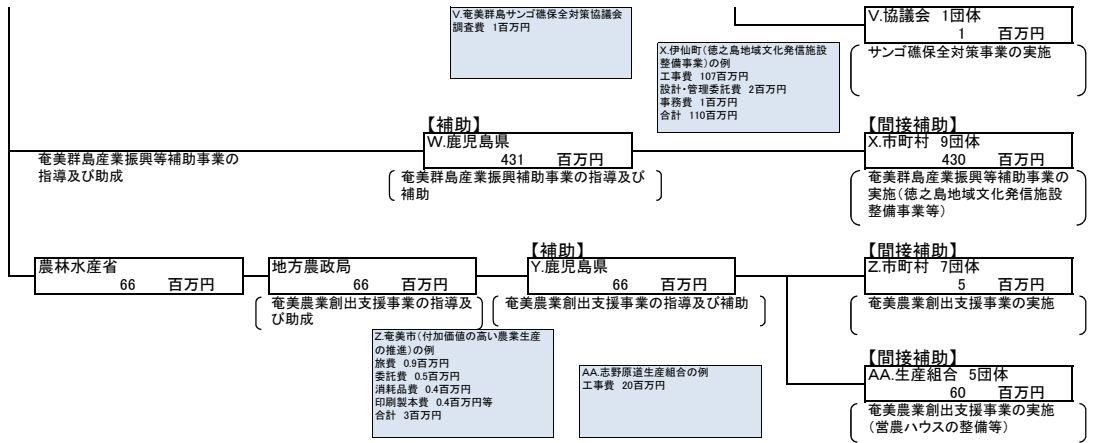 V.奄美群島サンゴ礁保全対策協議会
調査費 1百万円
V.協議会 1団体
1 百万円
サンゴ礁保全対策事業の実施
X.伊仙町(徳之島地域文化発信施設
整備事業)の例
工事費 107百万円
設計・管理委託費 2百万円
事務費 1百万円
合計 110百万円
【補助】
W.鹿児島県
431 百万円
奄美群島産業振興補助事業の指導及び
補助
【間接補助】
X.市町村 9団体
430 百万円
奄美群島産業振興等補助事業の
実施(徳之島地域文化発信施設
整備事業等)
奄美群島産業振興等補助事業の
指導及び助成
農林水産省
66 百万円
地方農政局
66 百万円
奄美農業創出支援事業の指導及
び助成
【補助】
Y.鹿児島県
66 百万円
奄美農業創出支援事業の指導及び補助
【間接補助】
Z.市町村 7団体
5 百万円
奄美農業創出支援事業の実施
Z.奄美市(付加価値の高い農業生産
の推進)の例
旅費 0.9百万円
委託費 0.5百万円
消耗品費 0.4百万円
印刷製本費 0.4百万円等
合計 3百万円
AA.志野原道生産組合の例
工事費 20百万円
【間接補助】
AA.生産組合 5団体
60 百万円
奄美農業創出支援事業の実施
(営農ハウスの整備等)